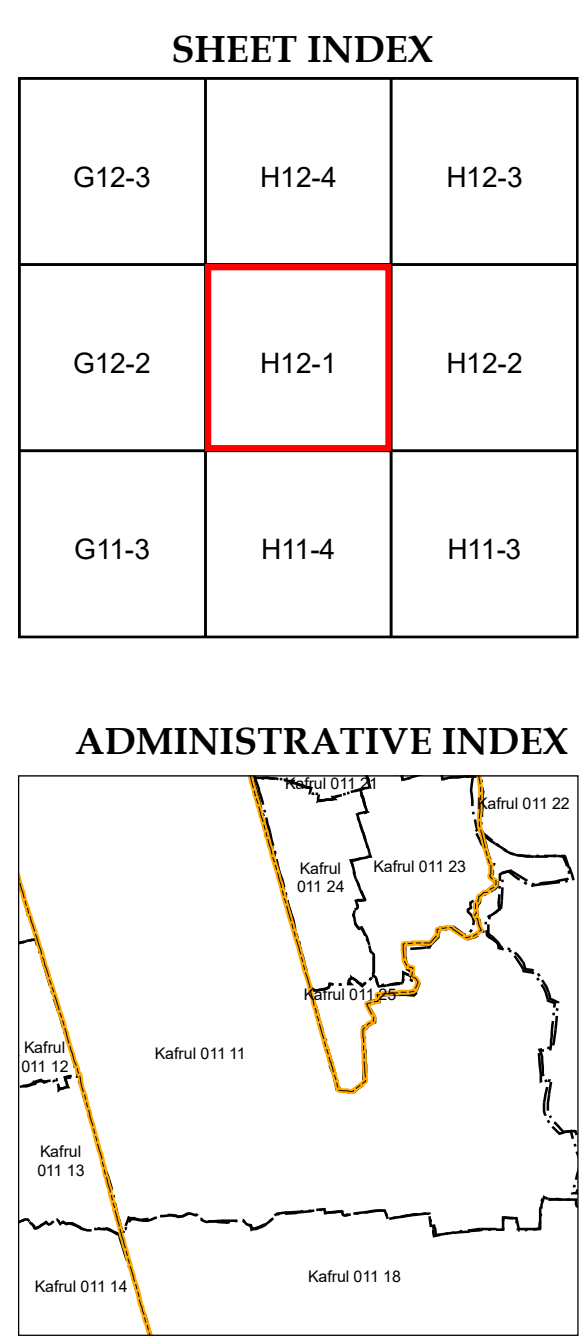 SHEET INDEX
G12-3
H12-4
H12-3
G12-2
H12-1
H12-2
G11-3
H11-4
H11-3
ADMINISTRATIVE INDEX
Kafrul 011 21
Kafrul 011 22
Kafrul
011 24
Kafrul 011 23
Kafrul 011 25
Kafrul
011 12
Kafrul 011 11
Kafrul
011 13
Kafrul 011 14
Kafrul 011 18